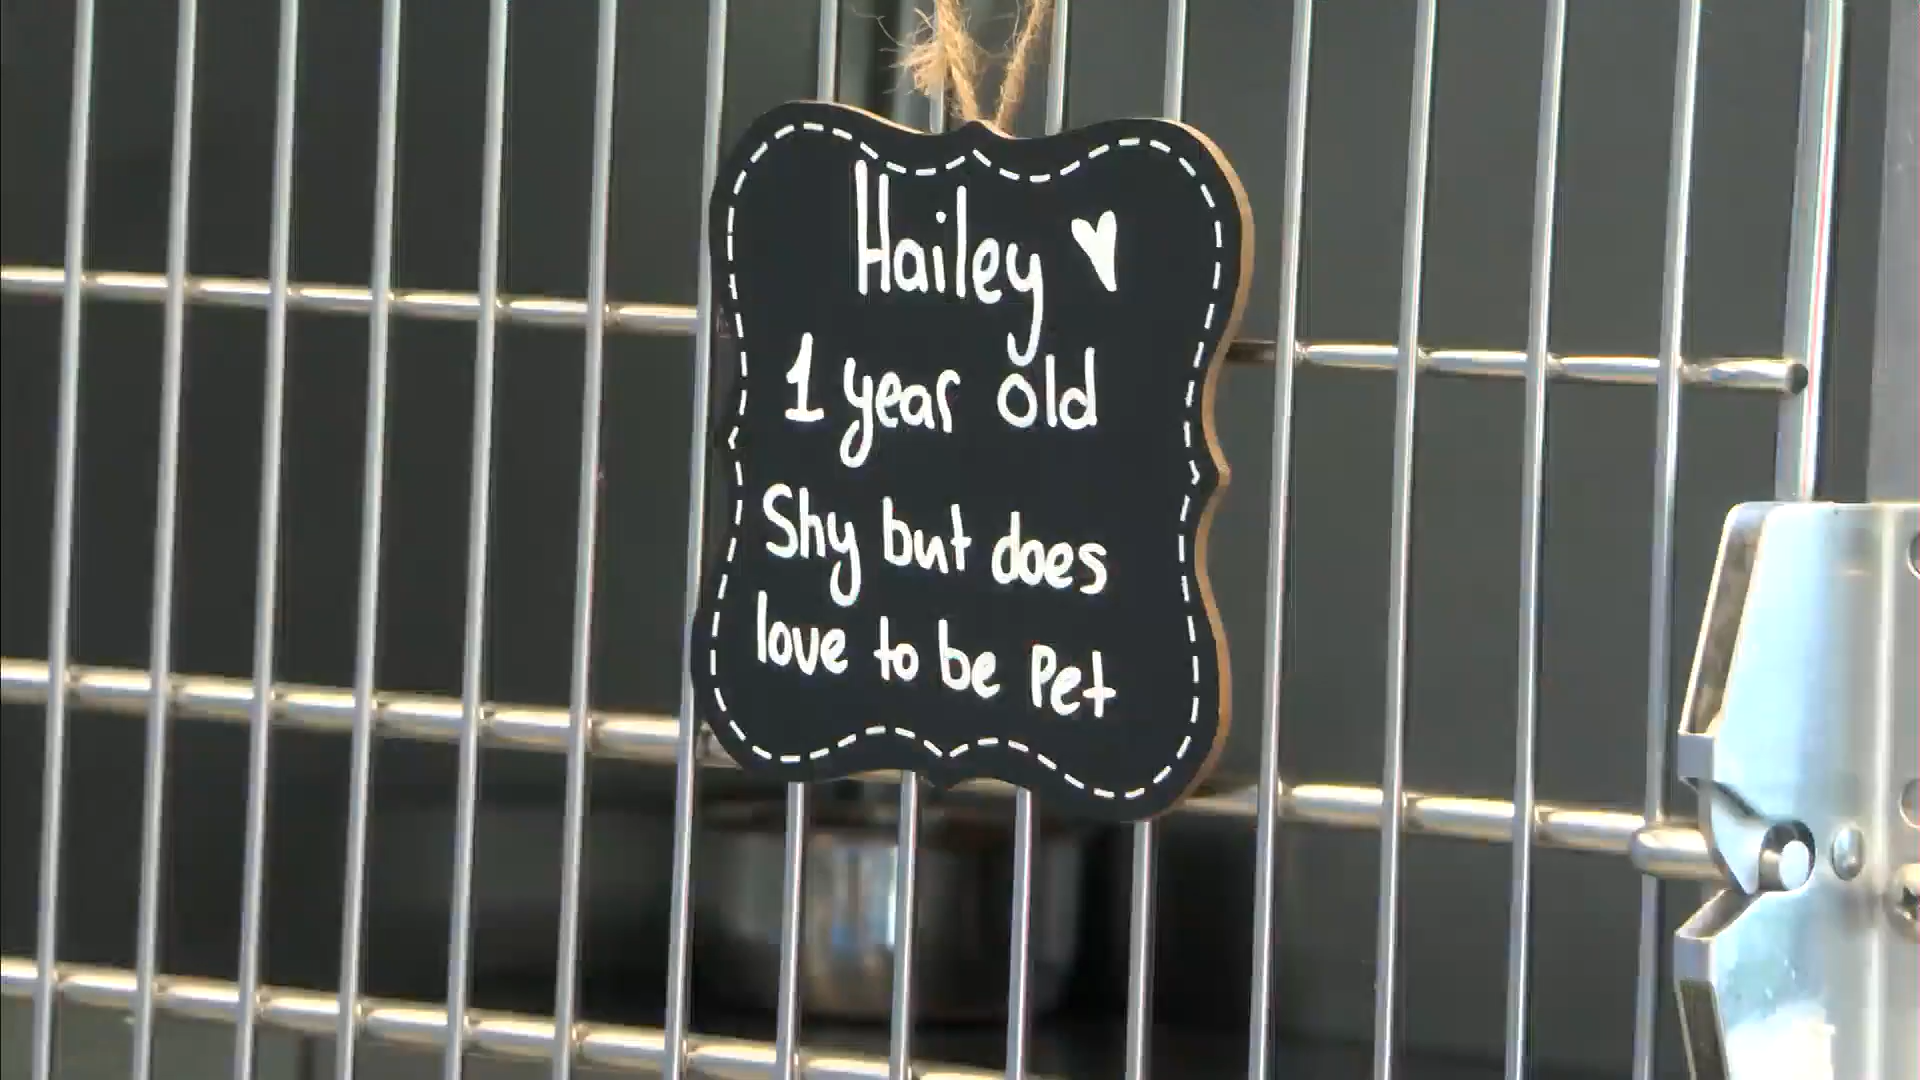 Hailey ♥
1 year old
Shy but does
love to be Pet